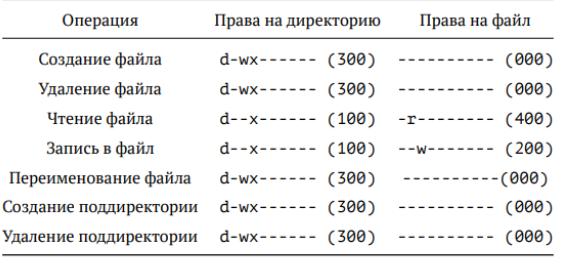 Операция Права на директорию Права на файл
Создание файла d-wx------ (300) ---------- (000)
Удаление файла d-wx------ (300) ---------- (000)
Чтение файла d--x------ (100) -r-------- (400)
Запись в файл d--x------ (100) --w------- (200)
Переименование файла d-wx------ (300) ----------(000)
Создание поддиректории d-wx------ (300) ---------- (000)
Удаление поддиректории d-wx------ (300) ---------- (000)